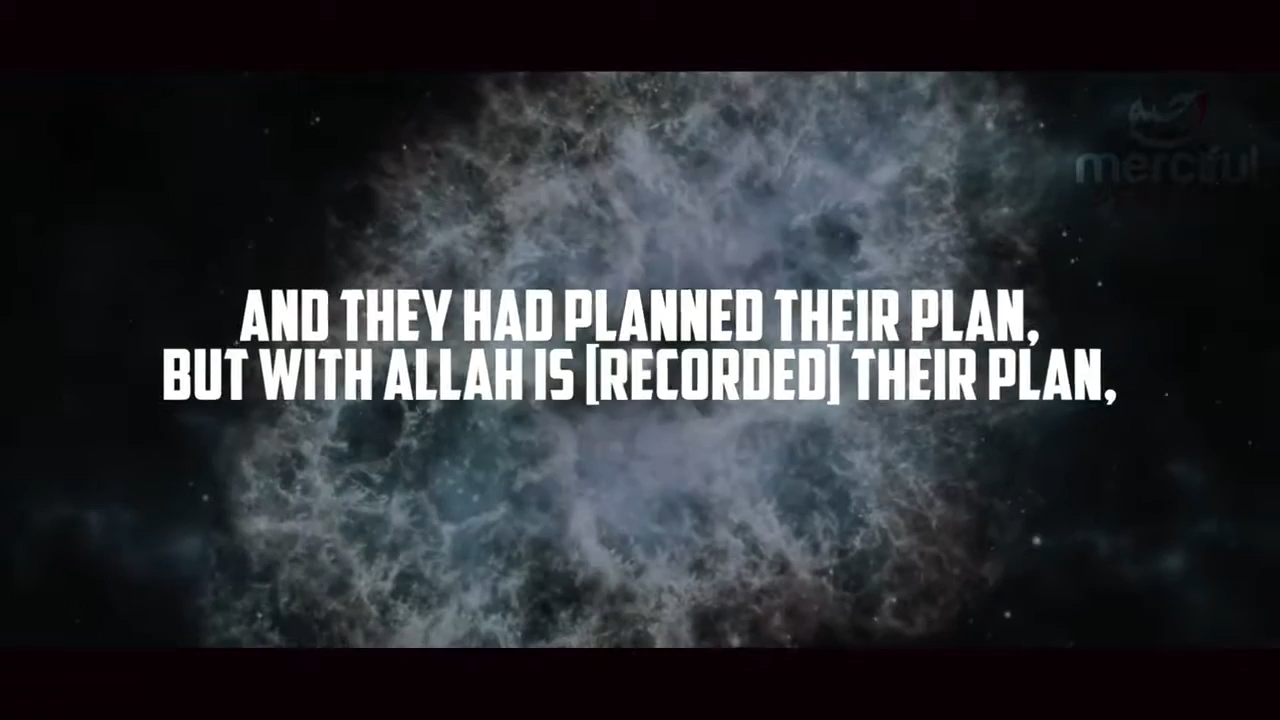 merciful
AND THEY HAD PLANNED THEIR PLAN,
BUT WITH ALLAH IS [RECORDED] THEIR PLAN,